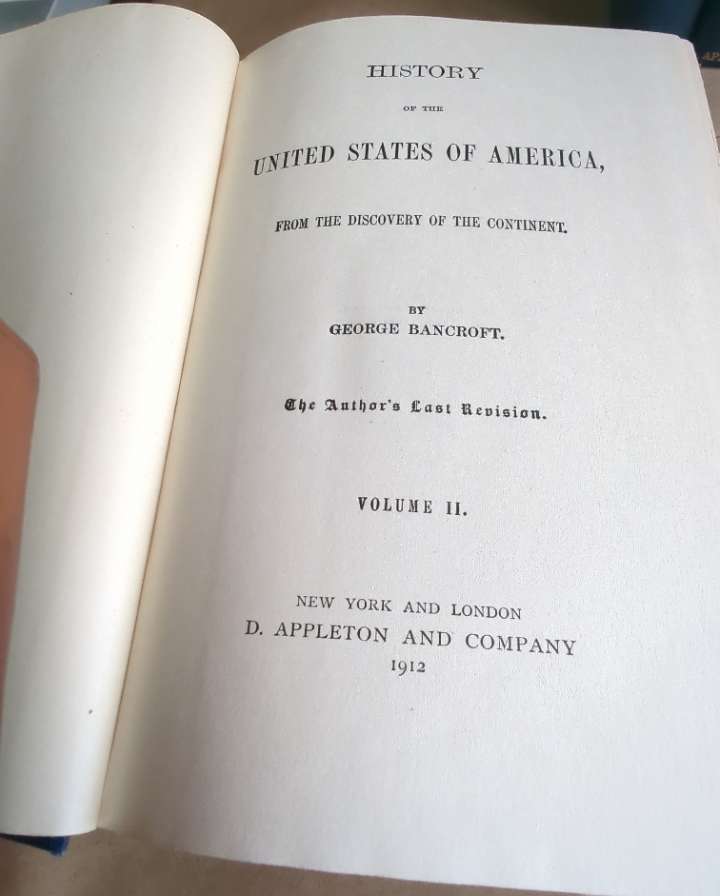 HISTORY
OF THE
UNITED STATES OF AMERICA,
FROM THE DISCOVERY OF THE CONTINENT.
BY
GEORGE BANCROFT.
The Author's Last Revision.
VOLUME II.
NEW YORK AND LONDON
D. APPLETON AND COMPANY
1912